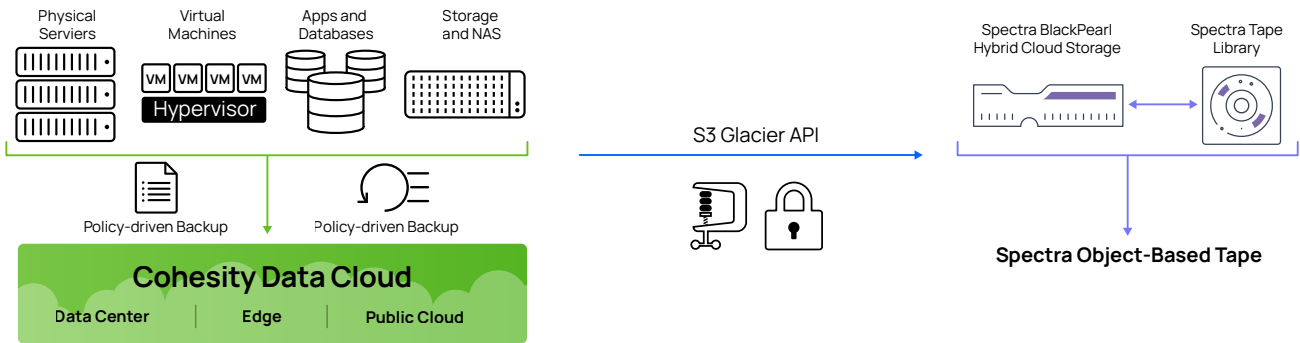 Physical
Serviers
Virtual
Machines
Apps and
Databases
Storage
and NAS
VM VM VM VM
Hypervisor
Policy-driven Backup
Policy-driven Backup
Cohesity Data Cloud
Data Center
Edge
Public Cloud
S3 Glacier API
Spectra BlackPearl
Hybrid Cloud Storage
Spectra Tape
Library
Spectra Object-Based Tape